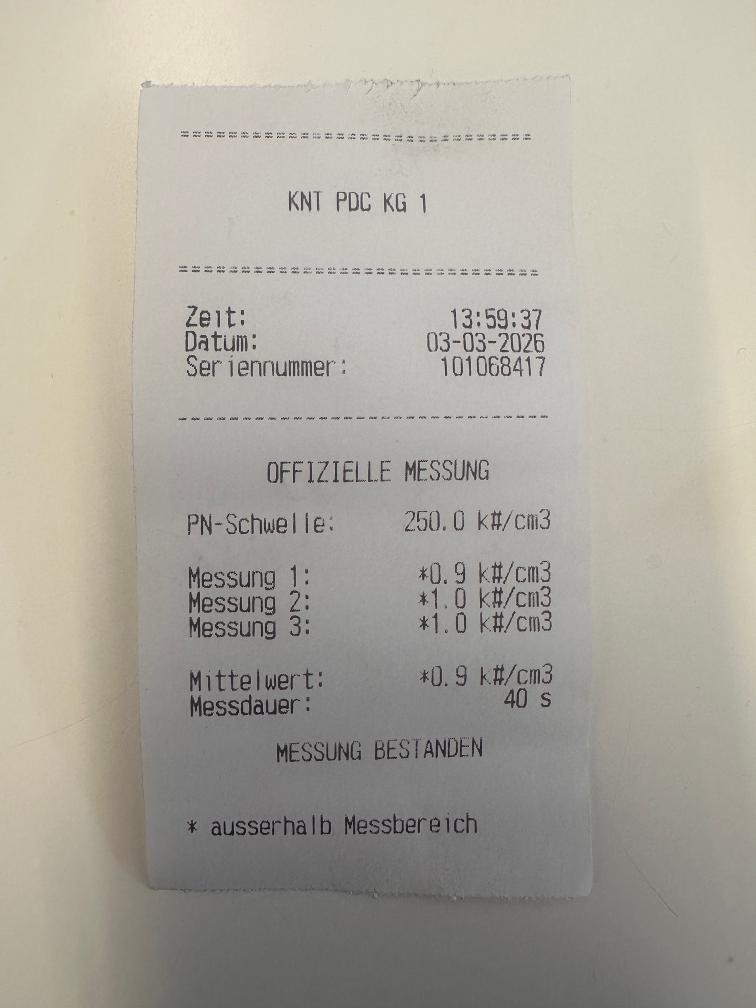 KNT PDC KG 1
Zeit: 13:59:37
Datum: 03-03-2026
Seriennummer: 101068417
OFFIZIELLE MESSUNG
PN-Schwelle: 250.0 k#/cm3
Messung 1: *0.9 k#/cm3
Messung 2: *1.0 k#/cm3
Messung 3: *1.0 k#/cm3
Mittelwert: *0.9 k#/cm3
Messdauer: 40 s
MESSUNG BESTANDEN
* ausserhalb Messbereich